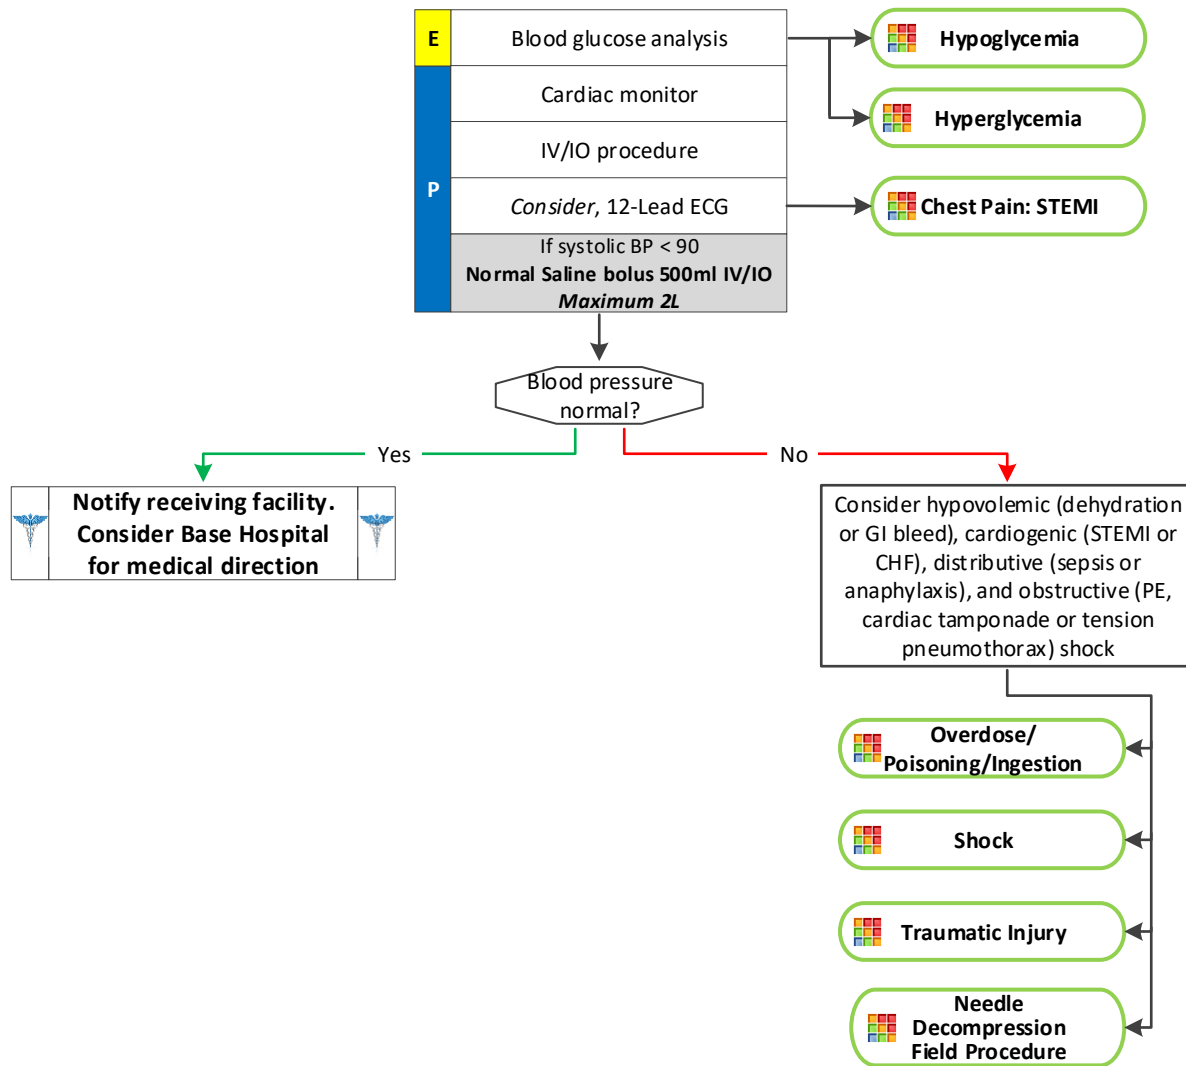 E
Blood glucose analysis
Hypoglycemia
Hyperglycemia
P
Cardiac monitor
IV/IO procedure
Consider, 12-Lead ECG
Chest Pain: STEMI
If systolic BP < 90
Normal Saline bolus 500ml IV/IO
Maximum 2L
Blood pressure
normal?
Yes
No
Notify receiving facility.
Consider Base Hospital
for medical direction
Consider hypovolemic (dehydration
or GI bleed), cardiogenic (STEMI or
CHF), distributive (sepsis or
anaphylaxis), and obstructive (PE,
cardiac tamponade or tension
pneumothorax) shock
Overdose/
Poisoning/Ingestion
Shock
Traumatic Injury
Needle
Decompression
Field Procedure